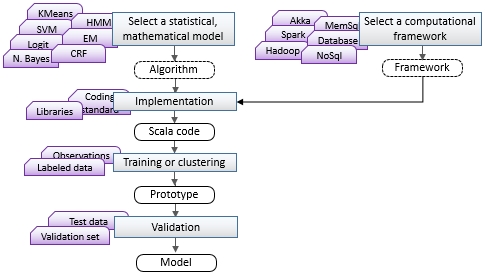 KMeans
HMM
SVM
EM
Logit
CRF
N. Bayes
Select a statistical,
mathematical model
Akka
MemSq
Spark
Database
Hadoop
NoSql
Select a computational
framework
Algorithm
Framework
Coding
standard
Libraries
Implementation
Scala code
Observations
Labeled data
Training or clustering
Prototype
Test data
Validation set
Validation
Model